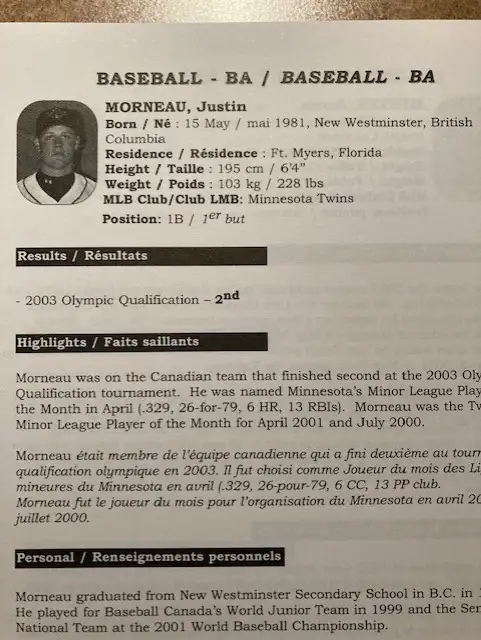 BASEBALL - BA / BASEBALL - BA
MORNEAU, Justin
Born / Né : 15 May / mai 1981, New Westminster, British
Columbia
Residence / Résidence : Ft. Myers, Florida
Height / Taille : 195 cm / 6'4"
Weight / Poids : 103 kg / 228 lbs
MLB Club/Club LMB: Minnesota Twins
Position: 1B / 1er but
Results / Résultats
- 2003 Olympic Qualification – 2nd
Highlights / Faits saillants
Morneau was on the Canadian team that finished second at the 2003 Oly
Qualification tournament. He was named Minnesota's Minor League Play
the Month in April (.329, 26-for-79, 6 HR, 13 RBIs). Morneau was the Tw
Minor League Player of the Month for April 2001 and July 2000.
Morneau était membre de l'équipe canadienne qui a fini deuxième au tourn
qualification olympique en 2003. Il fut choisi comme Joueur du mois des Li
mineures du Minnesota en avril (.329, 26-pour-79, 6 CC, 13 PP club.
Morneau fut le joueur du mois pour l'organisation du Minnesota en avril 20
juillet 2000.
Personal / Renseignements personnels
Morneau graduated from New Westminster Secondary School in B.C. in
He played for Baseball Canada's World Junior Team in 1999 and the Sen
National Team at the 2001 World Baseball Championship.